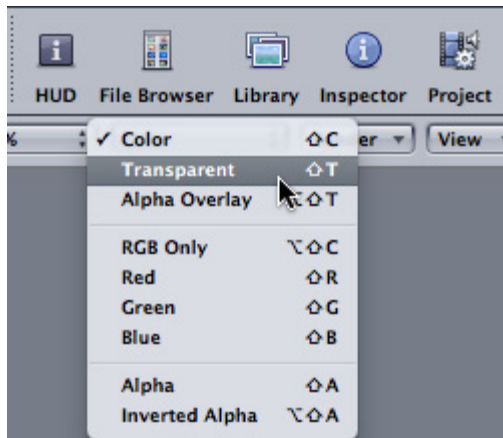 HUD File Browser Library Inspector Project
% ✓ Color ⇧C er View
Transparent ⇧T
Alpha Overlay ⌥⇧T
RGB Only ⌥⇧C
Red ⇧R
Green ⇧G
Blue ⇧B
Alpha ⇧A
Inverted Alpha ⌥⇧A